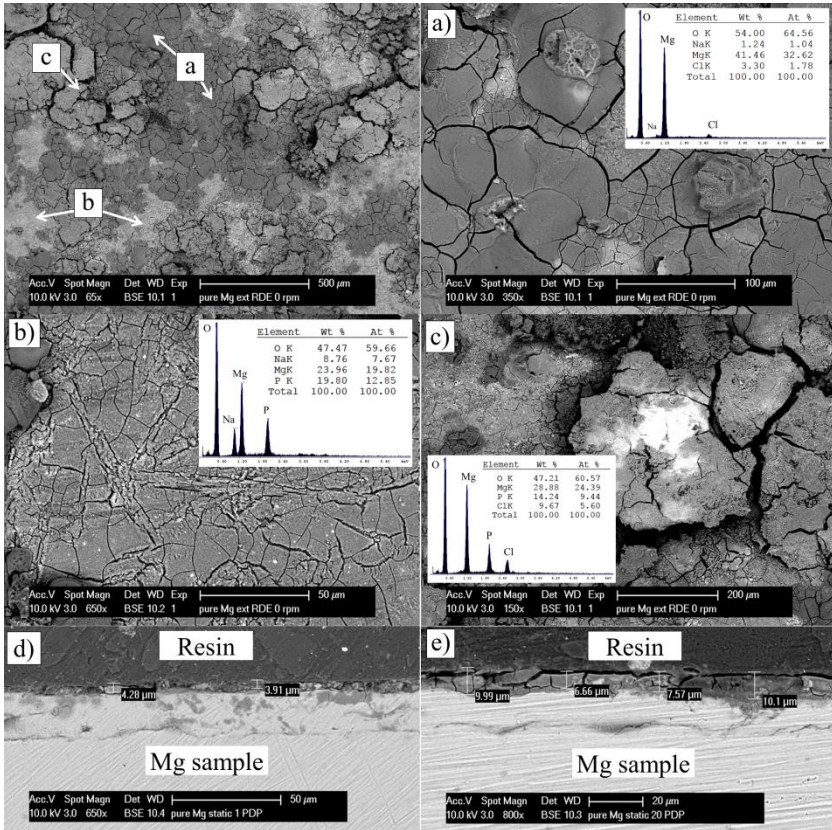 c
a
b
Acc.V Spot Magn Det WD Exp 500 µm
10.0 kV 3.0 65x BSE 10.1 1 pure Mg ext RDE 0 rpm
a)
O
Mg
Na
Cl
Element Wt % At %
O K 54.00 64.56
NaK 1.24 1.04
MgK 41.46 32.62
ClK 3.30 1.78
Total 100.00 100.00
Acc.V Spot Magn Det WD Exp 100 µm
10.0 kV 3.0 350x BSE 10.1 1 pure Mg ext RDE 0 rpm
b)
O
Mg
Na
P
Element Wt % At %
O K 47.47 59.66
NaK 8.76 7.67
MgK 23.96 19.82
P K 19.80 12.85
Total 100.00 100.00
Acc.V Spot Magn Det WD Exp 50 µm
10.0 kV 3.0 650x BSE 10.2 1 pure Mg ext RDE 0 rpm
c)
O
Mg
P
Cl
Element Wt % At %
O K 47.21 60.57
MgK 28.88 24.39
P K 14.24 9.44
ClK 9.67 5.60
Total 100.00 100.00
Acc.V Spot Magn Det WD Exp 200 µm
10.0 kV 3.0 150x BSE 10.1 1 pure Mg ext RDE 0 rpm
d)
Resin
4.28 µm
3.91 µm
Mg sample
Acc.V Spot Magn Det WD 50 µm
10.0 kV 3.0 650x BSE 10.4 pure Mg static 1 PDP
e)
Resin
9.99 µm
6.66 µm
7.57 µm
10.1 µm
Mg sample
Acc.V Spot Magn Det WD 20 µm
10.0 kV 3.0 800x BSE 10.3 pure Mg static 20 PDP